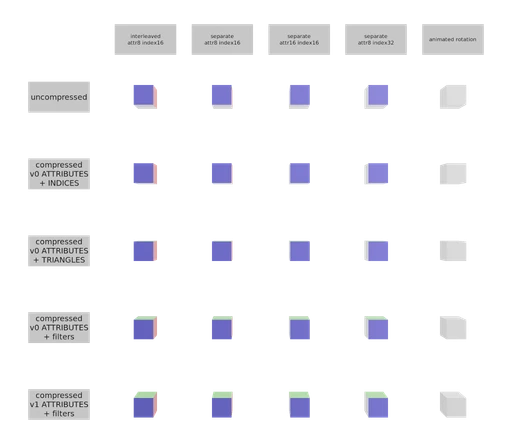 interleaved
attr8 index16
separate
attr8 index16
separate
attr16 index16
separate
attr8 index32
animated rotation
uncompressed
compressed
v0 ATTRIBUTES
+ INDICES
compressed
v0 ATTRIBUTES
+ TRIANGLES
compressed
v0 ATTRIBUTES
+ filters
compressed
v1 ATTRIBUTES
+ filters